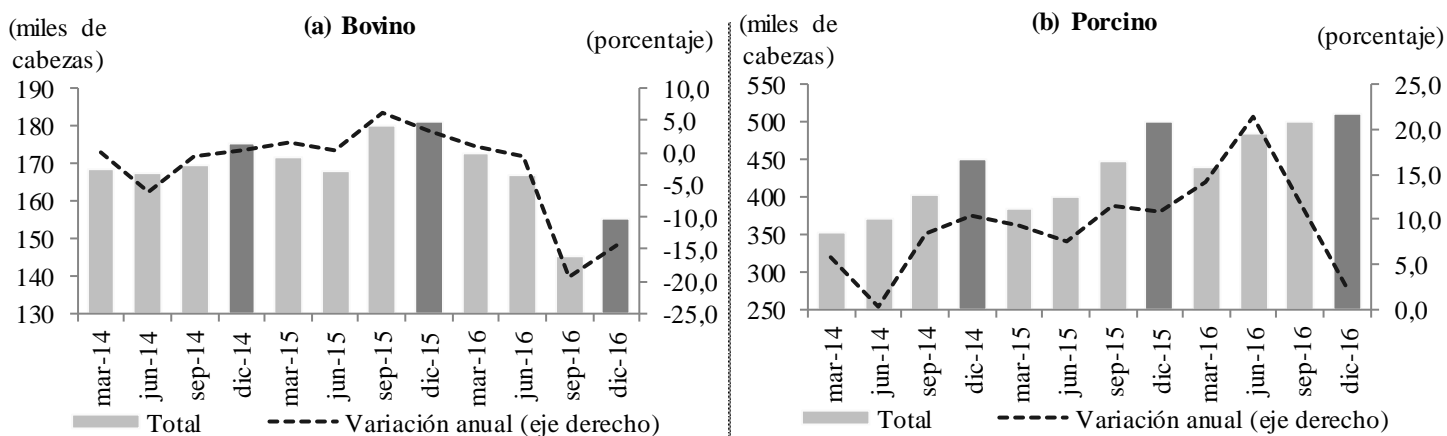 (a) Bovino
(miles de
cabezas)
(porcentaje)
190
180
170
160
150
140
130
10,0
5,0
0,0
-5,0
-10,0
-15,0
-20,0
-25,0
mar-14
jun-14
sep-14
dic-14
mar-15
jun-15
sep-15
dic-15
mar-16
jun-16
sep-16
dic-16
Total
Variación anual (eje derecho)
(b) Porcino
(miles de
cabezas)
(porcentaje)
550
500
450
400
350
300
250
25,0
20,0
15,0
10,0
5,0
0,0
mar-14
jun-14
sep-14
dic-14
mar-15
jun-15
sep-15
dic-15
mar-16
jun-16
sep-16
dic-16
Total
Variación anual (eje derecho)